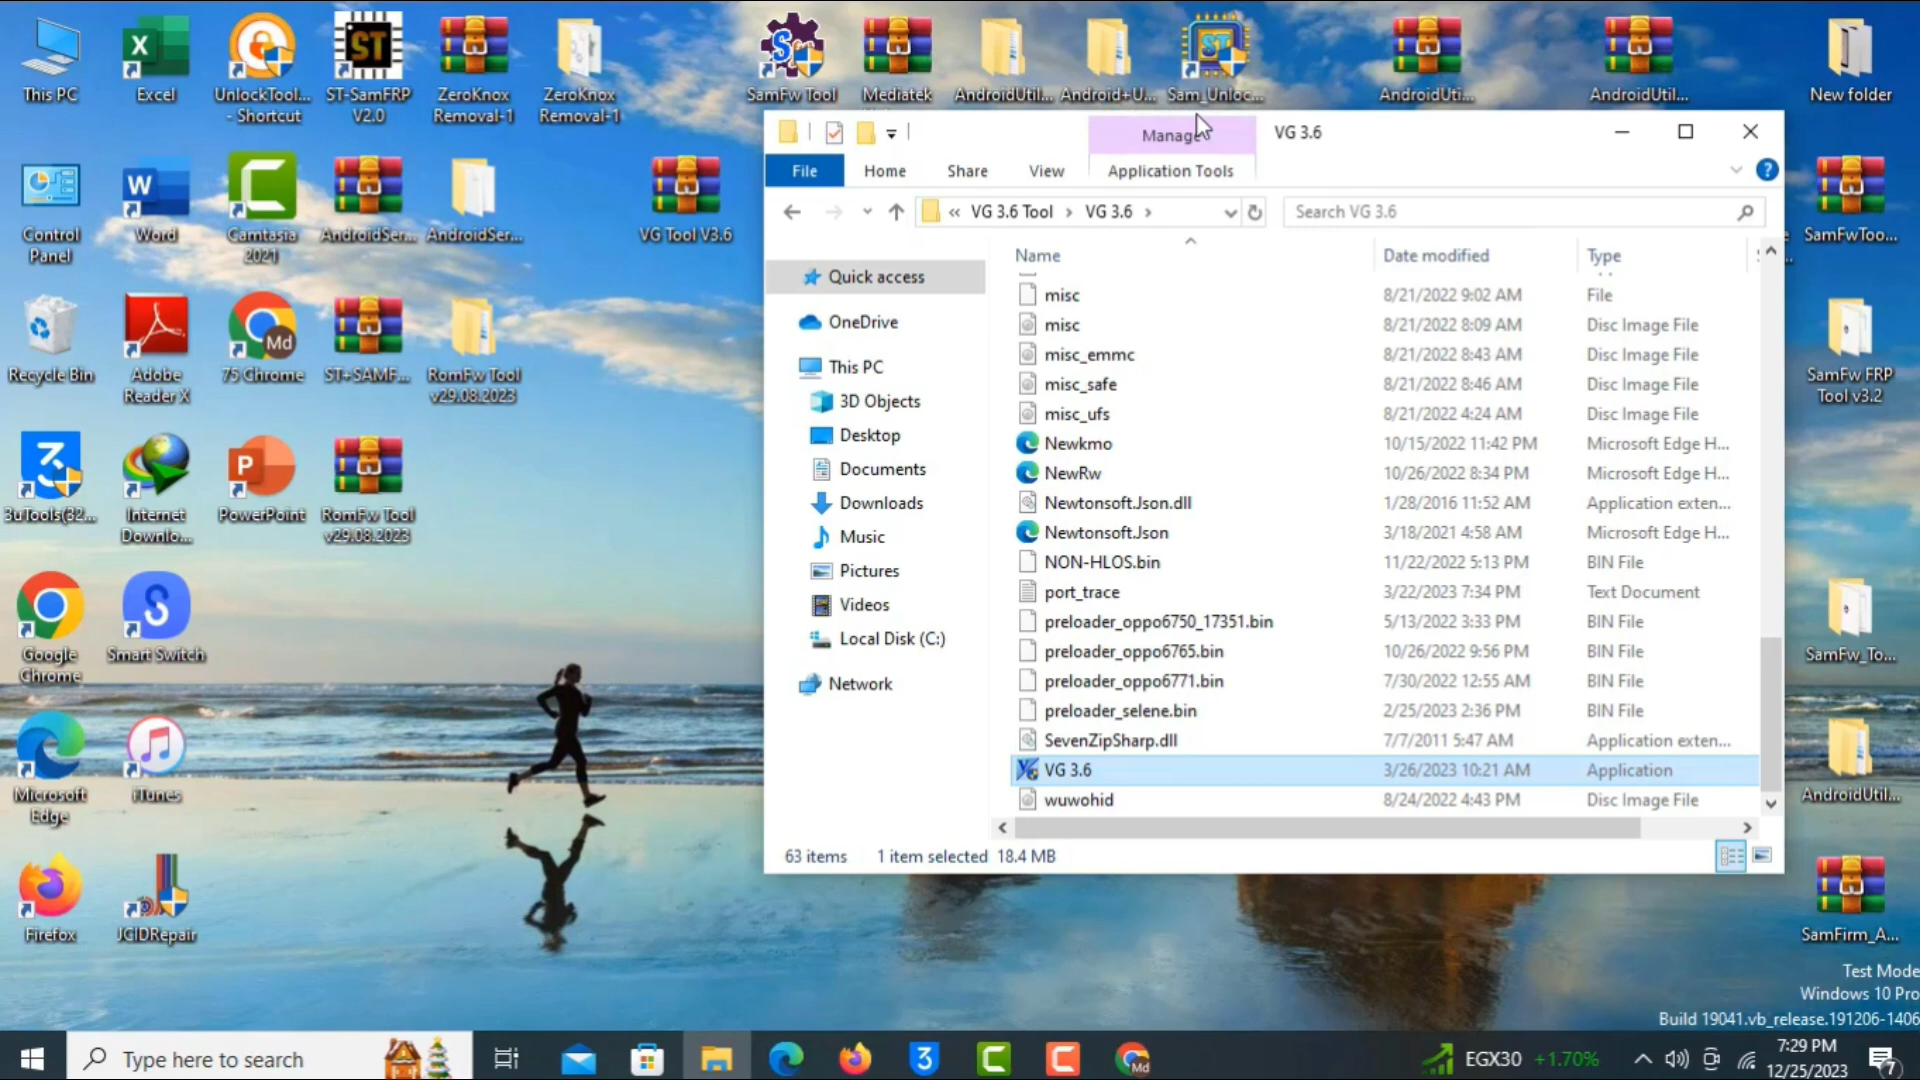 This PC
Excel
UnlockTool...
- Shortcut
ST-SamFRP
V2.0
ZeroKnox
Removal-1
ZeroKnox
Removal-1
SamFw Tool
Mediatek
AndroidUtil...
Android+U...
Sam_Unloc...
AndroidUti...
AndroidUtil...
New folder
Control
Panel
Word
Camtasia
2021
AndroidSer...
AndroidSer...
VG Tool V3.6
SamFwToo...
Recycle Bin
Adobe
Reader X
75 Chrome
ST+SAMF...
RomFw Tool
v29.08.2023
SamFw FRP
Tool v3.2
3uTools(32...
Internet
Downlo...
PowerPoint
RomFw Tool
v29.08.2023
Google
Chrome
Smart Switch
SamFw_To...
Microsoft
Edge
iTunes
AndroidUtil...
Firefox
JCIDRepair
SamFirm_A...
Manage
VG 3.6
File
Home
Share
View
Application Tools
« VG 3.6 Tool › VG 3.6 ›
Search VG 3.6
Quick access
OneDrive
This PC
3D Objects
Desktop
Documents
Downloads
Music
Pictures
Videos
Local Disk (C:)
Network
Name Date modified Type
misc 8/21/2022 9:02 AM File
misc 8/21/2022 8:09 AM Disc Image File
misc_emmc 8/21/2022 8:43 AM Disc Image File
misc_safe 8/21/2022 8:46 AM Disc Image File
misc_ufs 8/21/2022 4:24 AM Disc Image File
Newkmo 10/15/2022 11:42 PM Microsoft Edge H...
NewRw 10/26/2022 8:34 PM Microsoft Edge H...
Newtonsoft.Json.dll 1/28/2016 11:52 AM Application exten...
Newtonsoft.Json 3/18/2021 4:58 AM Microsoft Edge H...
NON-HLOS.bin 11/22/2022 5:13 PM BIN File
port_trace 3/22/2023 7:34 PM Text Document
preloader_oppo6750_17351.bin 5/13/2022 3:33 PM BIN File
preloader_oppo6765.bin 10/26/2022 9:56 PM BIN File
preloader_oppo6771.bin 7/30/2022 12:55 AM BIN File
preloader_selene.bin 2/25/2023 2:36 PM BIN File
SevenZipSharp.dll 7/7/2011 5:47 AM Application exten...
VG 3.6 3/26/2023 10:21 AM Application
wuwohid 8/24/2022 4:43 PM Disc Image File
63 items 1 item selected 18.4 MB
Test Mode
Windows 10 Pro
Build 19041.vb_release.191206-1406
Type here to search
EGX30 +1.70%
7:29 PM
12/25/2023
7